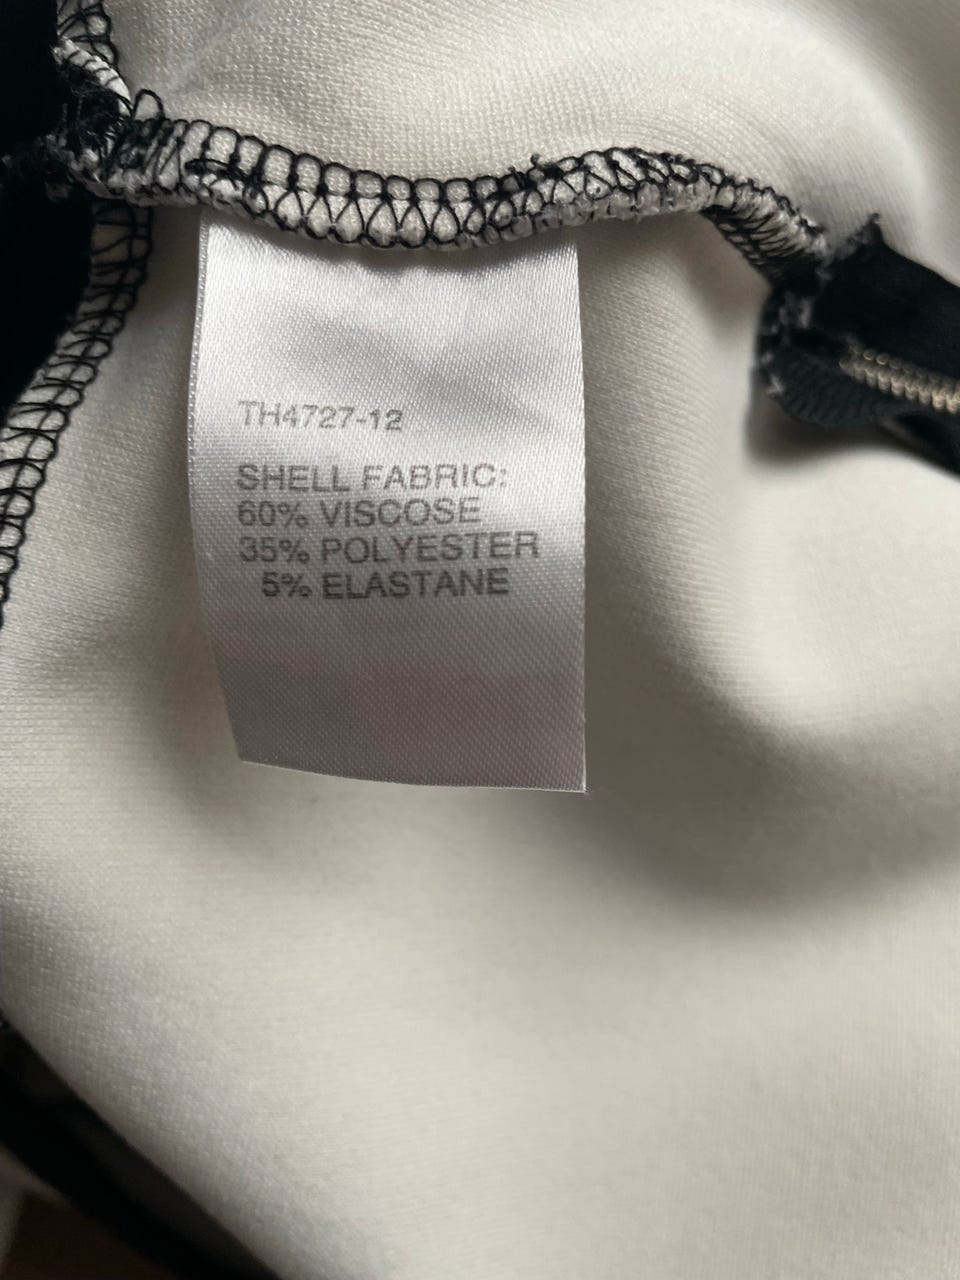 TH4727-12
SHELL FABRIC:
60% VISCOSE
35% POLYESTER
5% ELASTANE